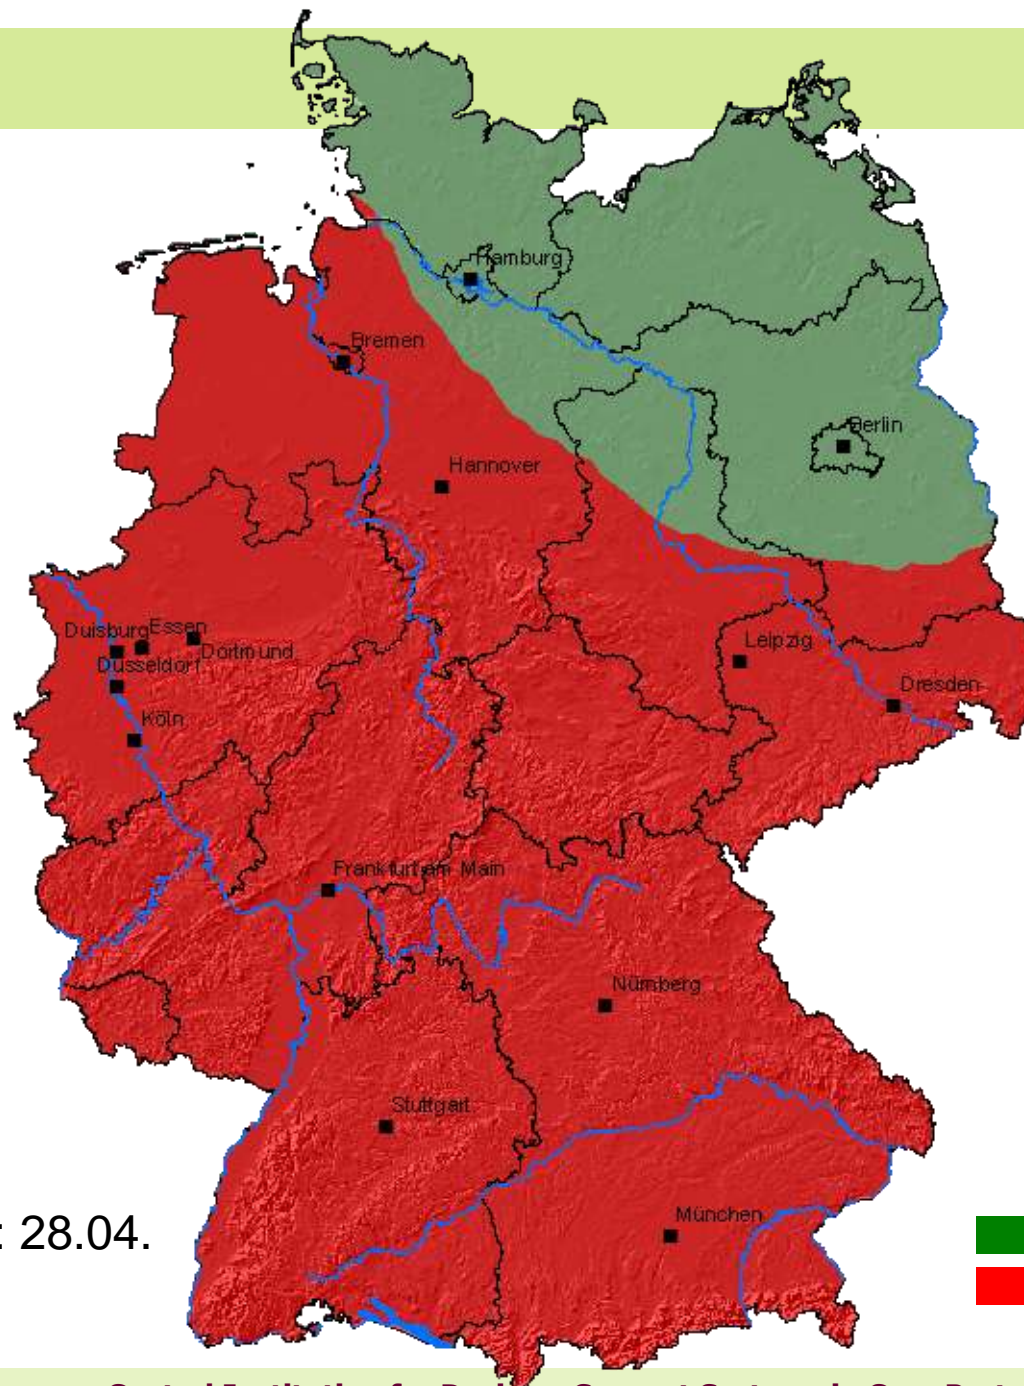 Hamburg
Bremen
Berlin
Hannover
Duisburg
Essen
Dortmund
Düsseldorf
Köln
Leipzig
Dresden
Frankfurt am Main
Nürnberg
Stuttgart
München
: 28.04.